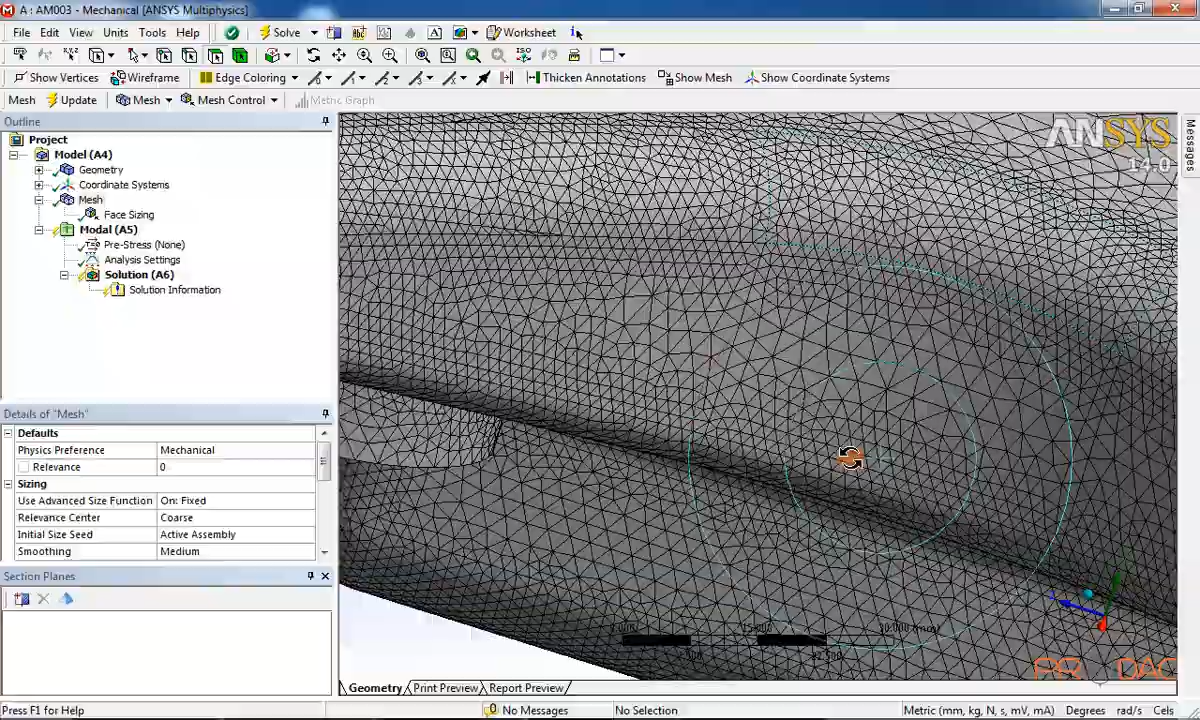 A : AM003 - Mechanical [ANSYS Multiphysics]
File Edit View Units Tools Help Solve Worksheet
Show Vertices Wireframe Edge Coloring Thicken Annotations Show Mesh Show Coordinate Systems
Mesh Update Mesh Mesh Control Metric Graph
Outline
Project
Model (A4)
Geometry
Coordinate Systems
Mesh
Face Sizing
Modal (A5)
Pre-Stress (None)
Analysis Settings
Solution (A6)
Solution Information
Details of "Mesh"
Defaults
Physics Preference Mechanical
Relevance 0
Sizing
Use Advanced Size Function On: Fixed
Relevance Center Coarse
Initial Size Seed Active Assembly
Smoothing Medium
Section Planes
ANSYS
14.0
Messages
Geometry Print Preview Report Preview
Press F1 for Help No Messages No Selection Metric (mm, kg, N, s, mV, mA) Degrees rad/s Cels